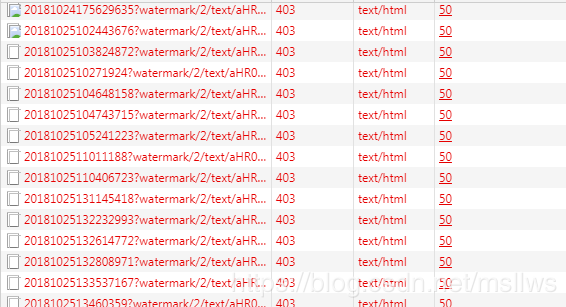 20181024175629635?watermark/2/text/aHR0... 403 text/html 50
20181025102443676?watermark/2/text/aHR... 403 text/html 50
20181025103824872?watermark/2/text/aHR... 403 text/html 50
2018102510271924?watermark/2/text/aHR0... 403 text/html 50
20181025104648158?watermark/2/text/aHR... 403 text/html 50
20181025104743715?watermark/2/text/aHR... 403 text/html 50
20181025105241223?watermark/2/text/aHR... 403 text/html 50
2018102511011188?watermark/2/text/aHR0... 403 text/html 50
20181025110406723?watermark/2/text/aHR... 403 text/html 50
20181025131145418?watermark/2/text/aHR... 403 text/html 50
20181025132232993?watermark/2/text/aHR... 403 text/html 50
20181025132614772?watermark/2/text/aHR... 403 text/html 50
20181025132808971?watermark/2/text/aHR... 403 text/html 50
20181025133537167?watermark/2/text/aHR... 403 text/html 50
20181025134603​59?watermark/2/text/aHR0... 403 text/html 50
https://blog.csdn.net/msllws